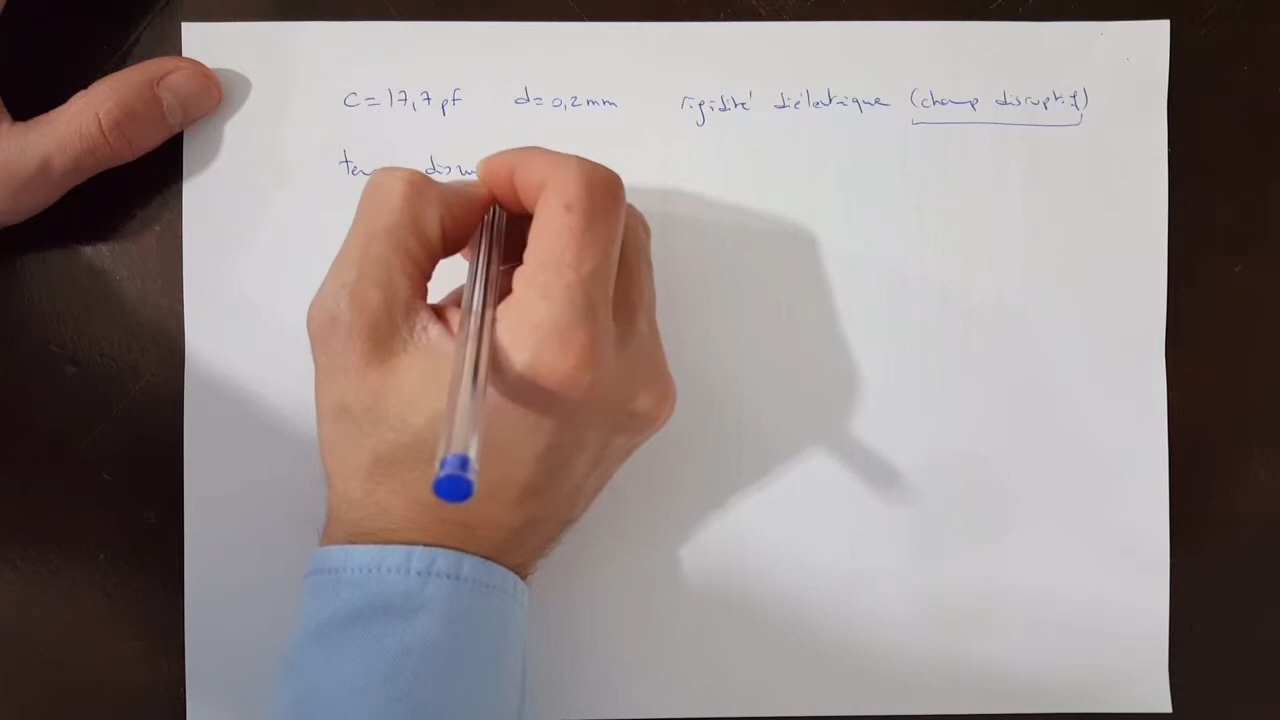 C = 17,7 pf d = 0,2 mm rigidité diélectrique (champ disruptif)